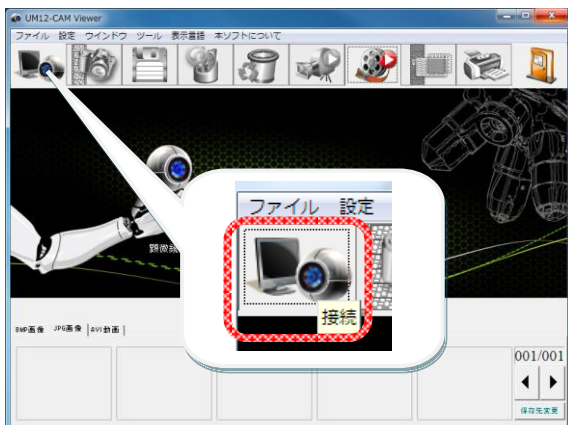 UM12-CAM Viewer
ファイル 設定 ウインドウ ツール 表示言語 本ソフトについて
ファイル 設定
接続
顕微
BMP画像 JPG画像 AVI動画
001/001
保存先変更